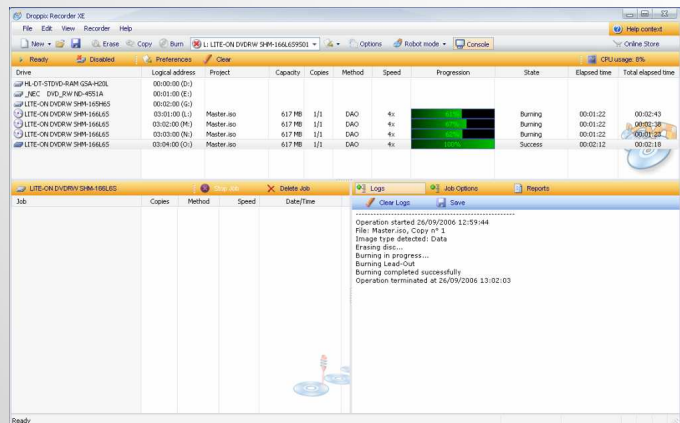 Droppix Recorder XE
File Edit View Recorder Help Help context
New Erase Copy Burn L: LITE-ON DVDRW SHM-166L6S9S01 Options Robot mode Console Online Store
Ready Disabled Preferences Clear CPU usage: 8%
Drive Logical address Project Capacity Copies Method Speed Progression State Elapsed time Total elapsed time
HL-DT-STDVD-RAM GSA-H20L 00:00:00 (D:)
_NEC DVD_RW ND-4551A 00:01:00 (E:)
LITE-ON DVDRW SHM-165H6S 00:02:00 (G:)
LITE-ON DVDRW SHM-166L6S 03:01:00 (L:) Master.iso 617 MB 1/1 DAO 4x Burning 00:01:22 00:02:43
LITE-ON DVDRW SHM-166L6S 03:02:00 (M:) Master.iso 617 MB 1/1 DAO 4x 67% Burning 00:01:22 00:02:38
LITE-ON DVDRW SHM-166L6S 03:03:00 (N:) Master.iso 617 MB 1/1 DAO 4x 62% Burning 00:01:22
LITE-ON DVDRW SHM-166L6S 03:04:00 (O:) Master.iso 617 MB 1/1 DAO 4x 100% Success 00:02:12 00:02:18
LITE-ON DVDRW SHM-166L6S Stop Job Delete Job Logs Job Options Reports
Job Copies Method Speed Date/Time Clear Logs Save
Operation started 26/09/2006 12:59:44
File: Master.iso, Copy n° 1
Image type detected: Data
Erasing disc...
Burning in progress...
Burning Lead-Out
Burning completed successfully
Operation terminated at 26/09/2006 13:02:03
Ready